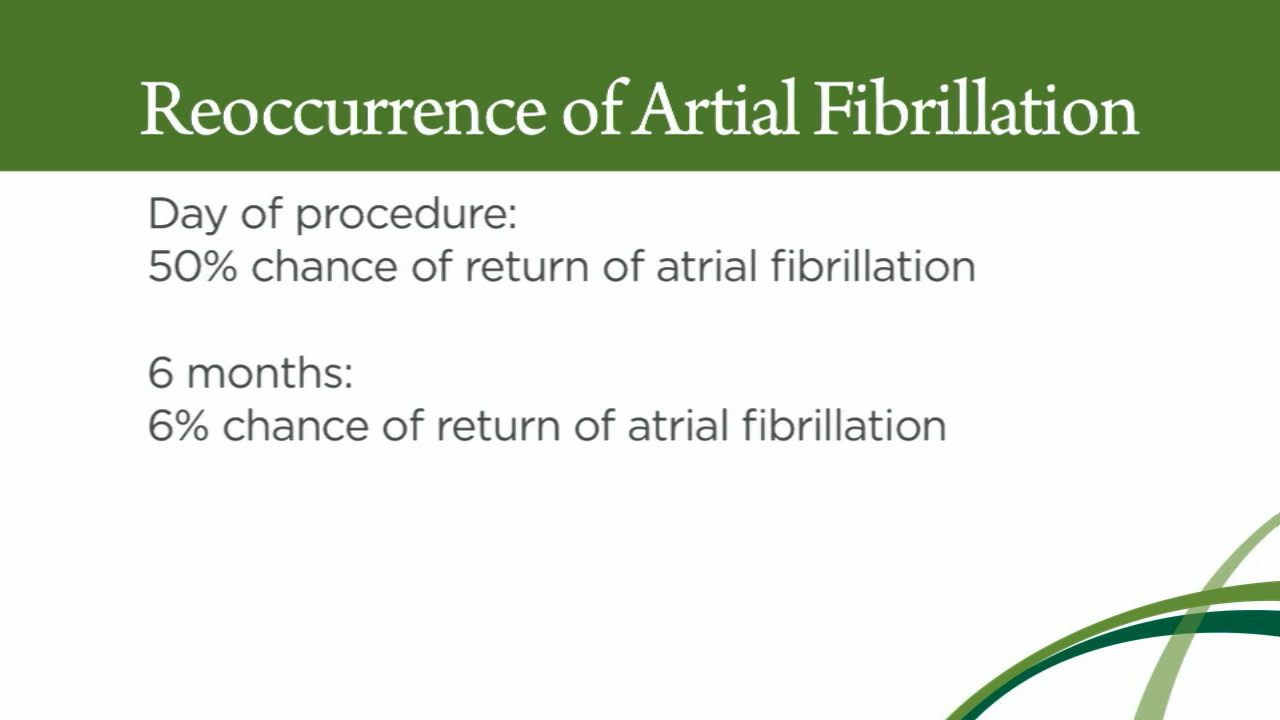 Reoccurrence of Artial Fibrillation
Day of procedure:
50% chance of return of atrial fibrillation
6 months:
6% chance of return of atrial fibrillation